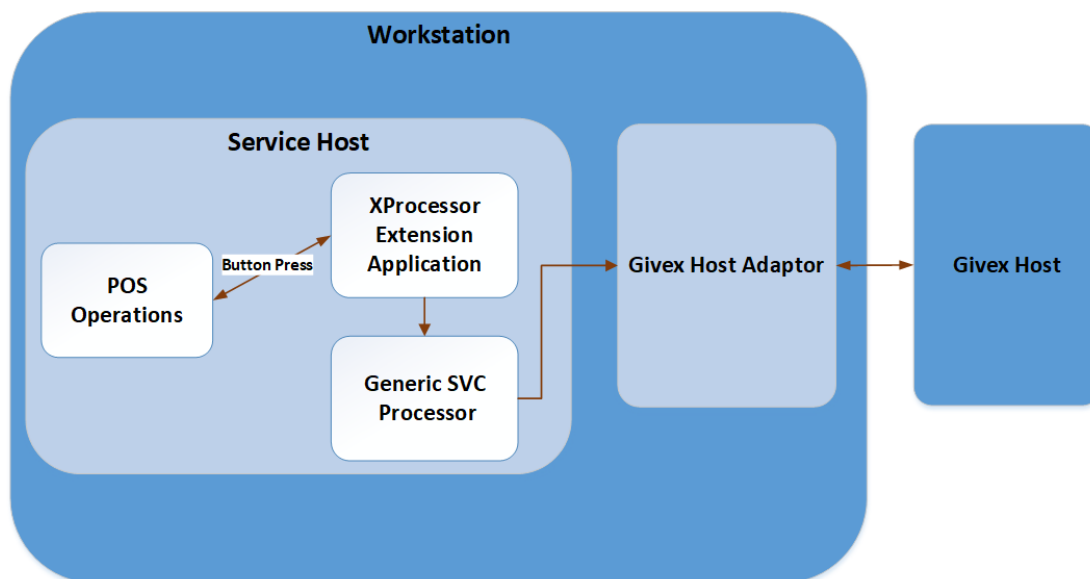 Workstation
Service Host
XProcessor
Extension
Application
Button Press
POS
Operations
Generic SVC
Processor
Givex Host Adaptor
Givex Host